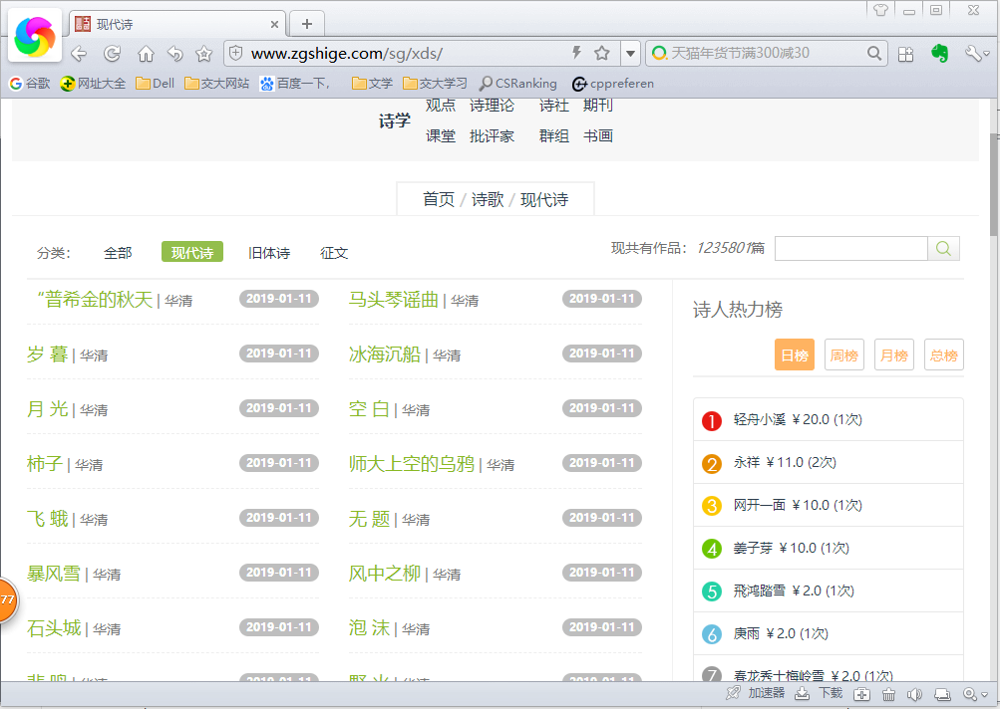 现代诗
www.zgshige.com/sg/xds/
天猫年货节满300减30
谷歌 网址大全 Dell 交大网站 百度一下, 文学 交大学习 CSRanking cppreferen
诗学
观点 诗理论 诗社 期刊
课堂 批评家 群组 书画
首页 / 诗歌 / 现代诗
分类: 全部 现代诗 旧体诗 征文 现共有作品: 1235801篇
“普希金的秋天 | 华清 2019-01-11
马头琴谣曲 | 华清 2019-01-11
岁 暮 | 华清 2019-01-11
冰海沉船 | 华清 2019-01-11
月 光 | 华清 2019-01-11
空 白 | 华清 2019-01-11
柿子 | 华清 2019-01-11
师大上空的乌鸦 | 华清 2019-01-11
飞 蛾 | 华清 2019-01-11
无 题 | 华清 2019-01-11
暴风雪 | 华清 2019-01-11
风中之柳 | 华清 2019-01-11
石头城 | 华清 2019-01-11
泡 沫 | 华清 2019-01-11
悲 鸣 | 华清 2019-01-11
野 火 | 华清 2019-01-11
诗人热力榜
日榜 周榜 月榜 总榜
1 轻舟小溪 ¥20.0 (1次)
2 永祥 ¥11.0 (2次)
3 网开一面 ¥10.0 (1次)
4 姜子芽 ¥10.0 (1次)
5 飛鸿踏雪 ¥2.0 (1次)
6 庚雨 ¥2.0 (1次)
7 春龙秀士梅岭雪 ¥2.0 (1次)
77
加速器 下载